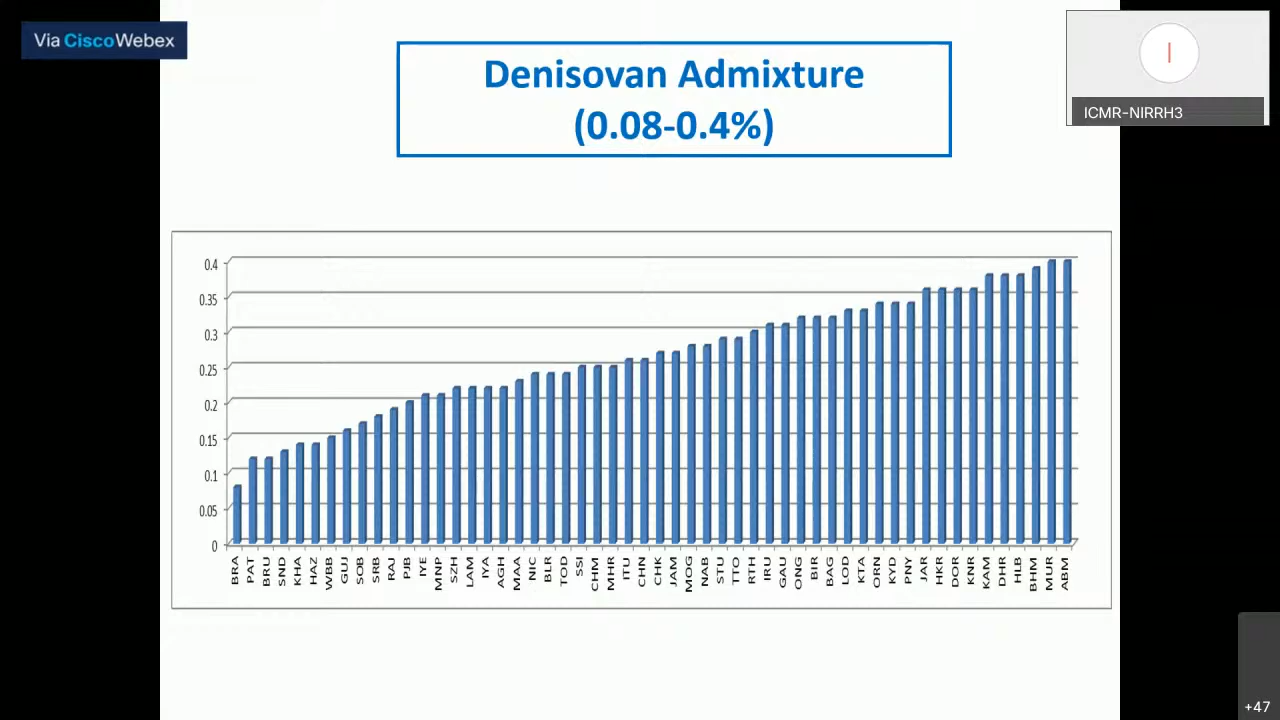 Via Cisco Webex
Denisovan Admixture
(0.08-0.4%)
I
ICMR-NIRRH3
0.4
0.35
0.3
0.25
0.2
0.15
0.1
0.05
0
BRA PAT BRU SND KHA HAZ WBB GUJ SOB SRB RAJ PJB IYE MNP SZH LAM IYA AGH MAA NIC BLR TOD SSI CHM MHR ITU CHN CHK JAM MOG NAB STU TTO RTH IRU GAU ONG BIR BAG LOD KTA ORN KYD PNY JAR HKR DOR KNR KAM DHR HLB BHM MUR ABM
+47